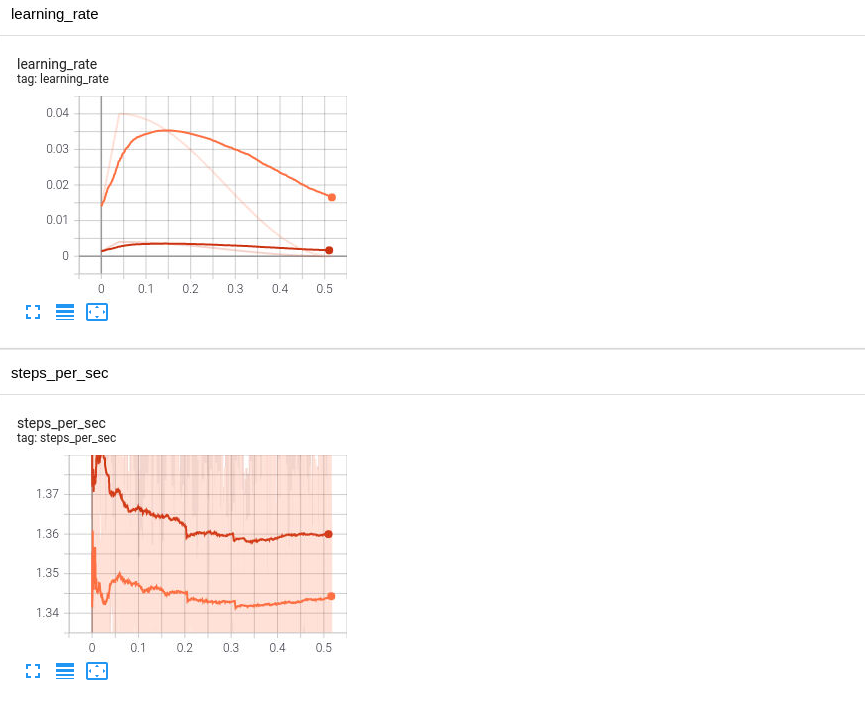 learning_rate
learning_rate
tag: learning_rate
0.04
0.03
0.02
0.01
0
0 0.1 0.2 0.3 0.4 0.5
steps_per_sec
steps_per_sec
tag: steps_per_sec
1.37
1.36
1.35
1.34
0 0.1 0.2 0.3 0.4 0.5